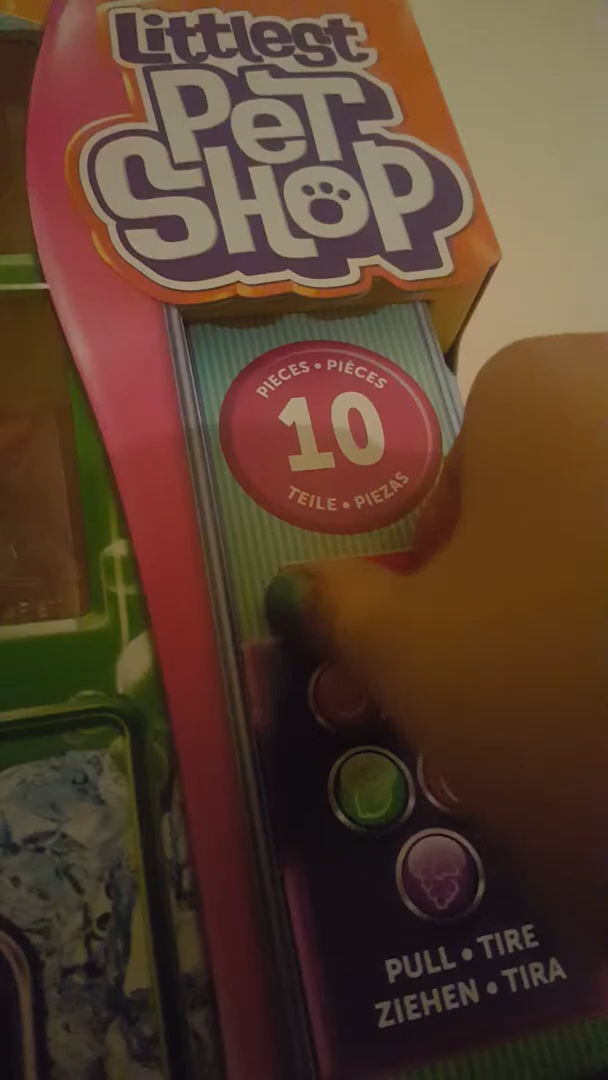 Littlest
PeT
SHOP
PIECES • PIÈCES
10
TEILE • PIEZAS
PULL • TIRE
ZIEHEN • TIRA